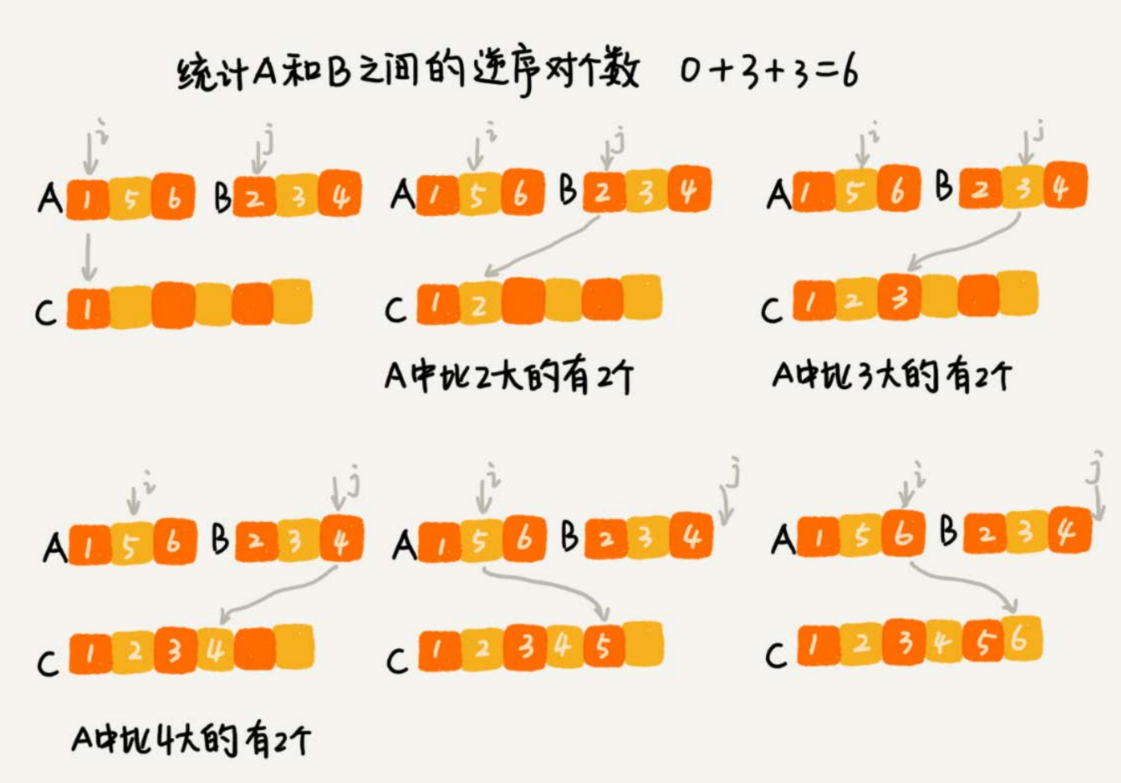 统计A和B之间的逆序对个数 0+3+3=6
i j i j i j
A 1 5 6 B 2 3 4 A 1 5 6 B 2 3 4 A 1 5 6 B 2 3 4
C 1 C 1 2 C 1 2 3
A中比2大的有2个 A中比3大的有2个
i j i j i j
A 1 5 6 B 2 3 4 A 1 5 6 B 2 3 4 A 1 5 6 B 2 3 4
C 1 2 3 4 C 1 2 3 4 5 C 1 2 3 4 5 6
A中比4大的有2个